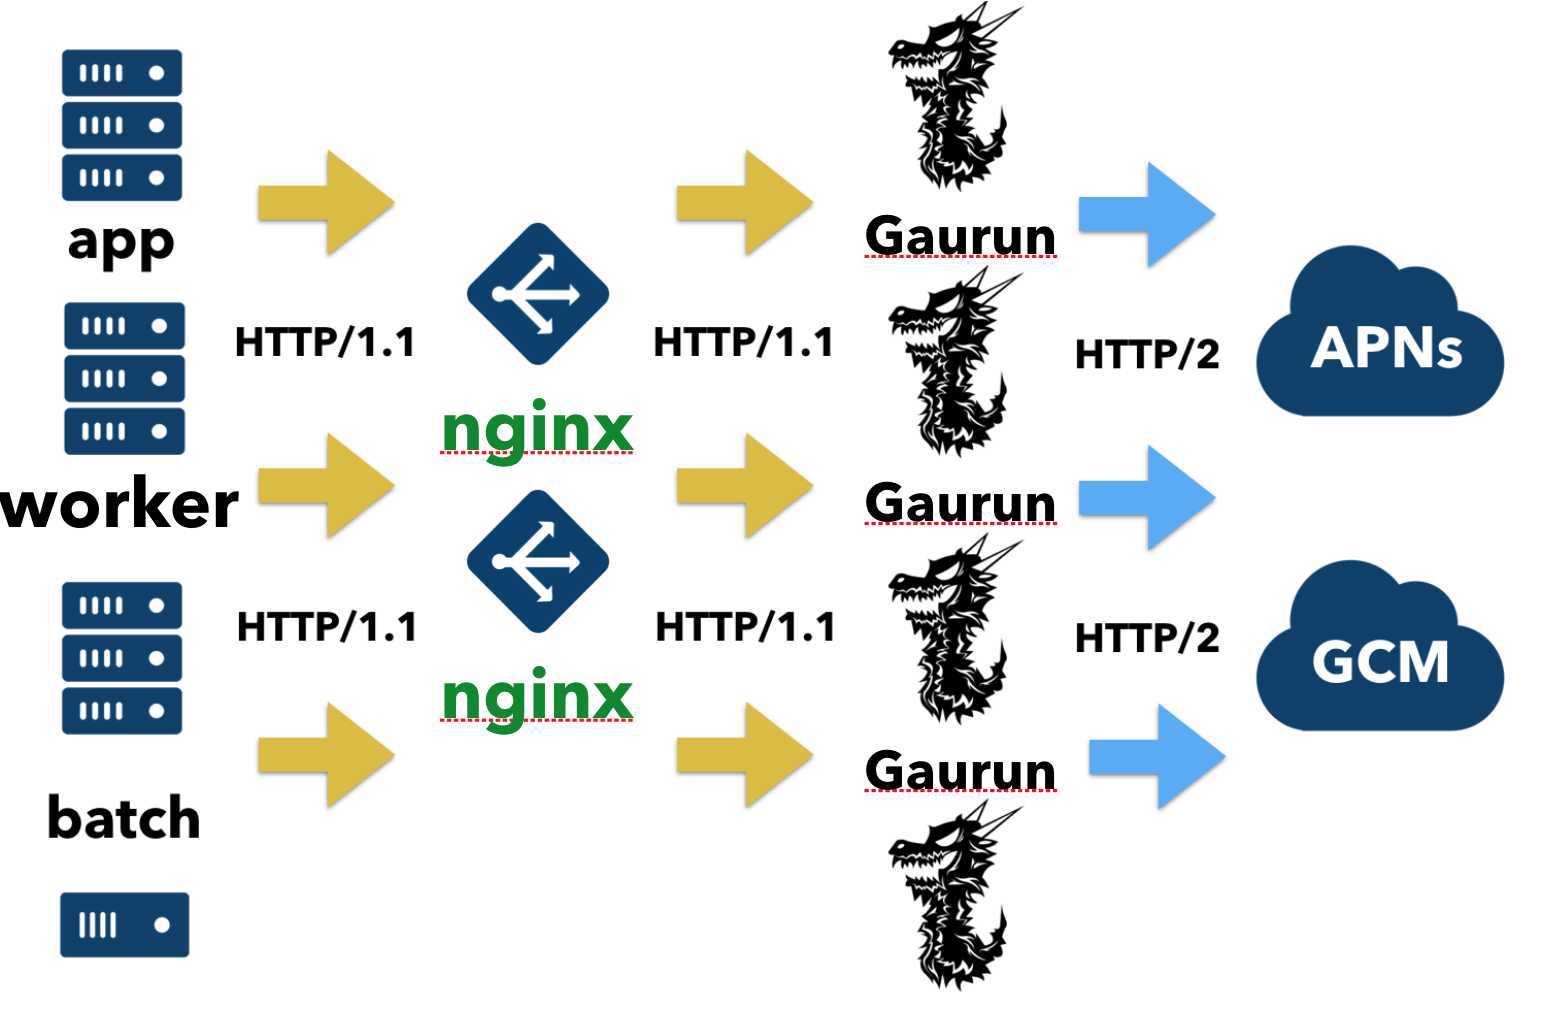 app
worker
batch
HTTP/1.1
HTTP/1.1
nginx
nginx
HTTP/1.1
HTTP/1.1
Gaurun
Gaurun
Gaurun
HTTP/2
HTTP/2
APNs
GCM